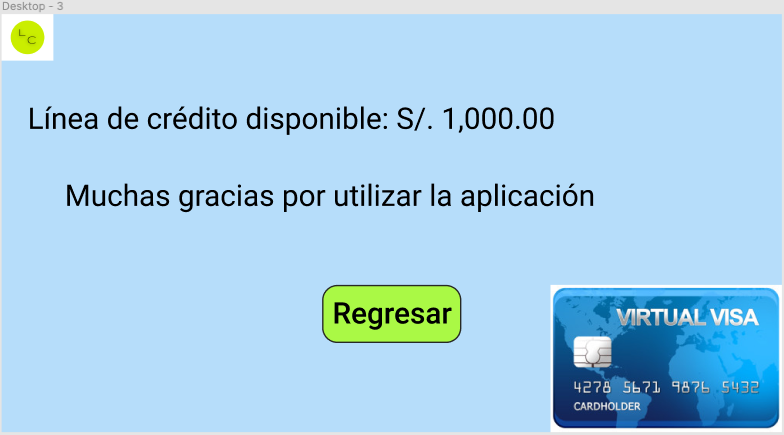 Desktop - 3
L
C
Línea de crédito disponible: S/. 1,000.00
Muchas gracias por utilizar la aplicación
Regresar
VIRTUAL VISA
4278 5671 9876 5432
CARDHOLDER